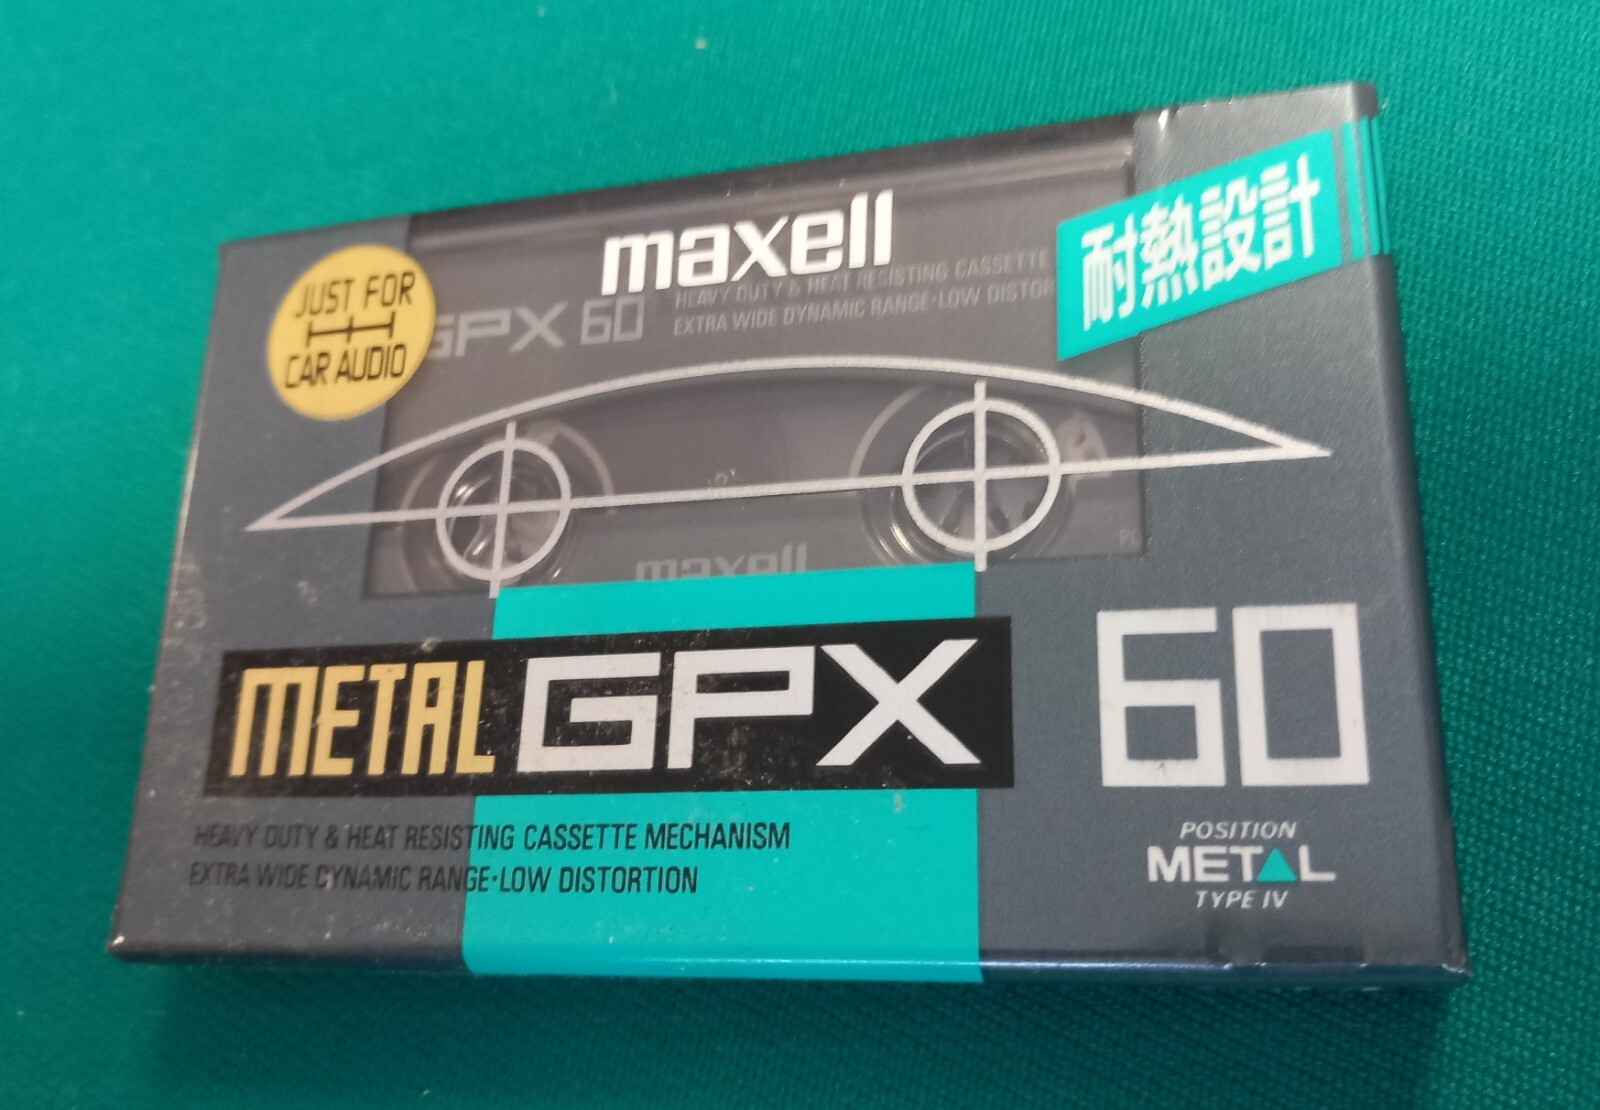 maxell
耐熱設計
JUST FOR
CAR AUDIO
GPX 60
HEAVY DUTY & HEAT RESISTING CASSETTE
EXTRA WIDE DYNAMIC RANGE·LOW DISTOR
maxell
METAL GPX 60
HEAVY DUTY & HEAT RESISTING CASSETTE MECHANISM
EXTRA WIDE DYNAMIC RANGE·LOW DISTORTION
POSITION
METAL
TYPE IV